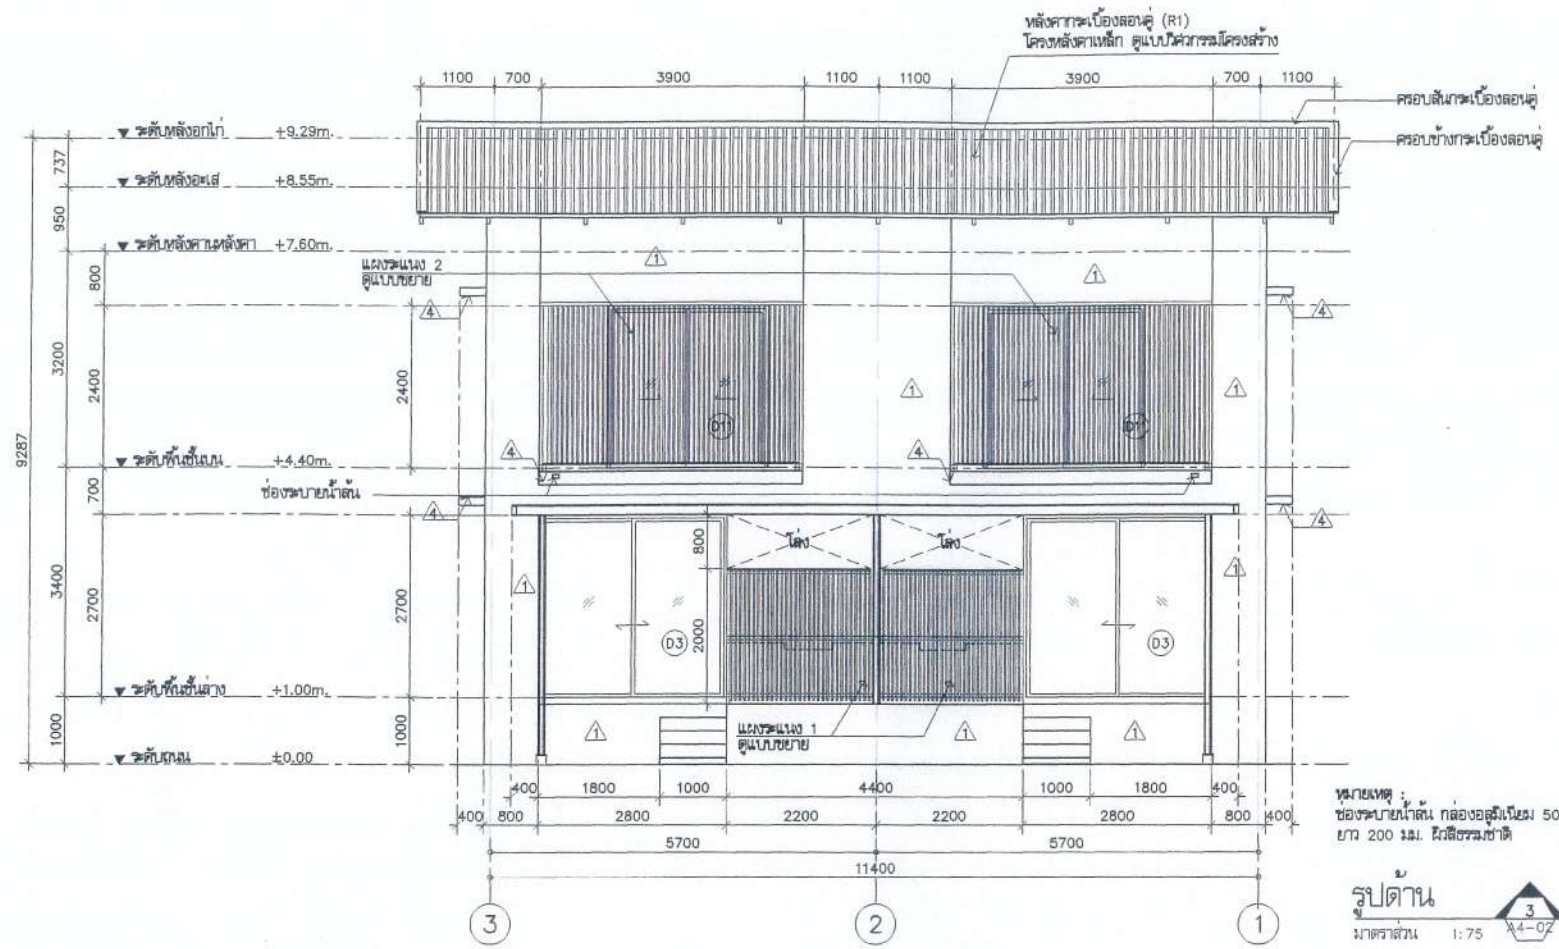 หลังคากระเบื้องลอนคู่ (R1)
โครงหลังคาเหล็ก ดูแบบวิศวกรรมโครงสร้าง
1100 700 3900 1100 1100 3900 700 1100
ครอบสันกระเบื้องลอนคู่
ครอบข้างกระเบื้องลอนคู่
ระดับหลังอกไก่ +9.29m.
737
ระดับหลังอะเส +8.55m.
950
ระดับหลังคานหลังคา +7.60m.
แผงระแนง 2
ดูแบบขยาย
1 1
800
4 4
3200 2400 2400
1 1
9287
D11 D11
4 4
ระดับพื้นชั้นบน +4.40m.
ช่องระบายน้ำล้น
700
1 4
800 โล่ง โล่ง
1 1
3400 2700 2700
2000
D3 D3
ระดับพื้นชั้นล่าง +1.00m.
1000 1000
แผงระแนง 1
ดูแบบขยาย
1 1 1
ระดับถนน ±0.00
400 1800 1000 4400 1000 1800 400
400 800 2800 2200 2200 2800 800 400
5700 5700
11400
3 2 1
หมายเหตุ :
ช่องระบายน้ำล้น กล่องอลูมิเนียม 50
ยาว 200 มม. ผิวสีธรรมชาติ
รูปด้าน
มาตราส่วน 1:75
3
A4-02